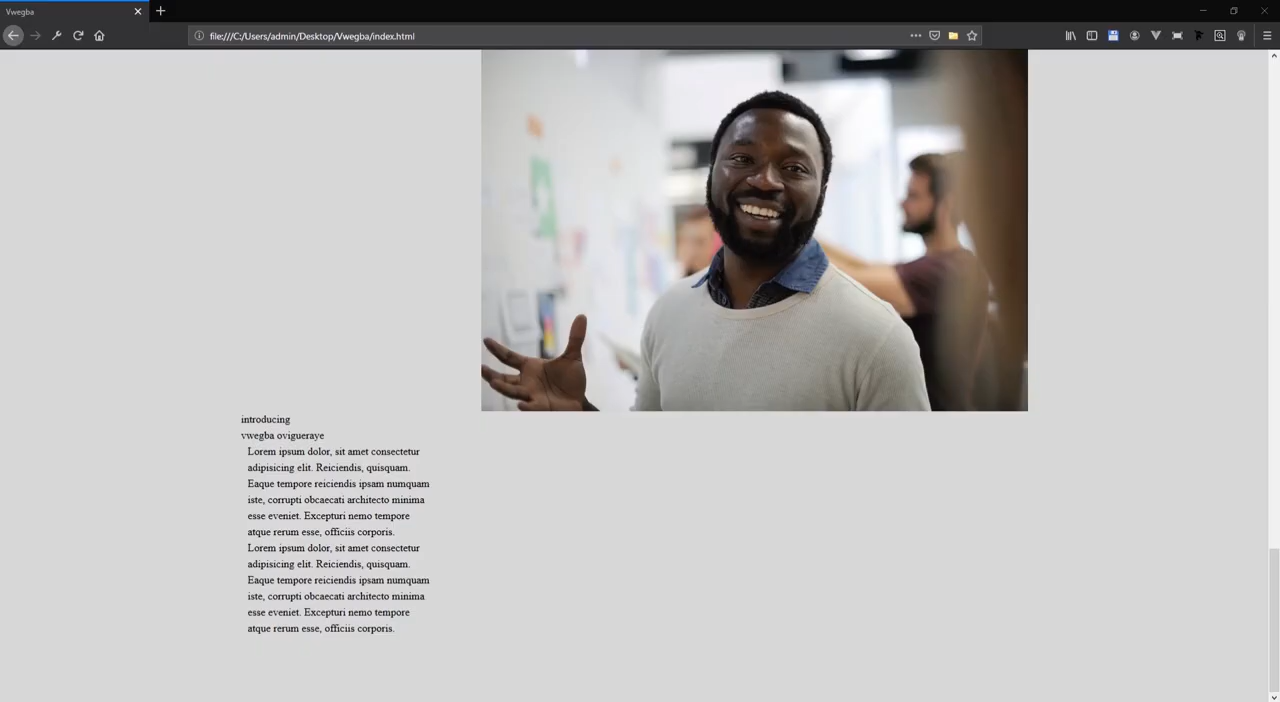 Vwegba
file:///C:/Users/admin/Desktop/Vwegba/index.html
introducing
vwegba ovigueraye
Lorem ipsum dolor, sit amet consectetur
adipisicing elit. Reiciendis, quisquam.
Eaque tempore reiciendis ipsam numquam
iste, corrupti obcaecati architecto minima
esse eveniet. Excepturi nemo tempore
atque rerum esse, officiis corporis.
Lorem ipsum dolor, sit amet consectetur
adipisicing elit. Reiciendis, quisquam.
Eaque tempore reiciendis ipsam numquam
iste, corrupti obcaecati architecto minima
esse eveniet. Excepturi nemo tempore
atque rerum esse, officiis corporis.